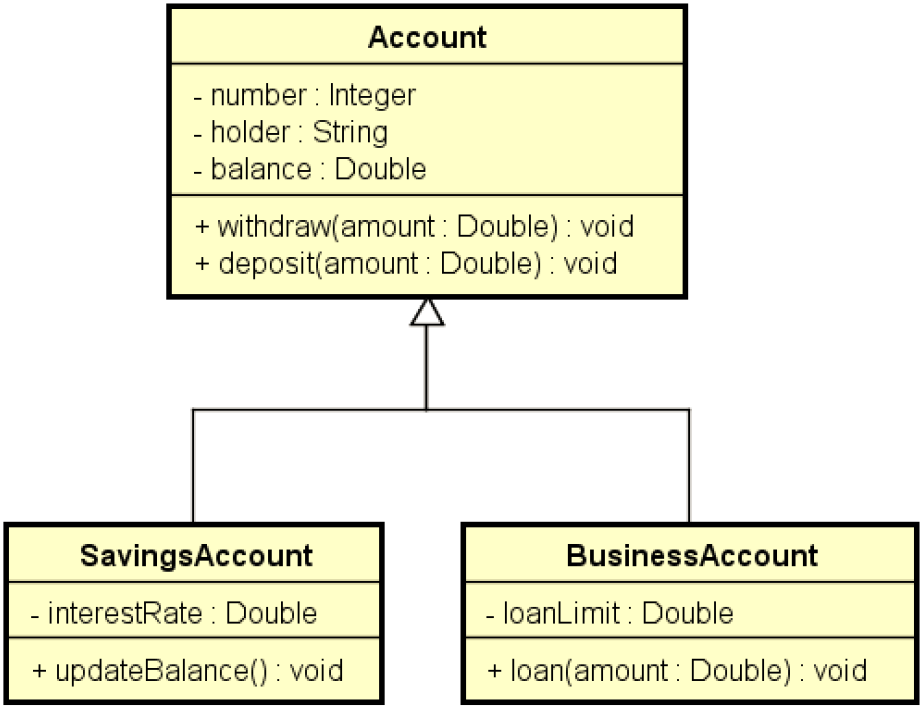 Account
- number : Integer
- holder : String
- balance : Double
+ withdraw(amount : Double) : void
+ deposit(amount : Double) : void
SavingsAccount
- interestRate : Double
+ updateBalance() : void
BusinessAccount
- loanLimit : Double
+ loan(amount : Double) : void